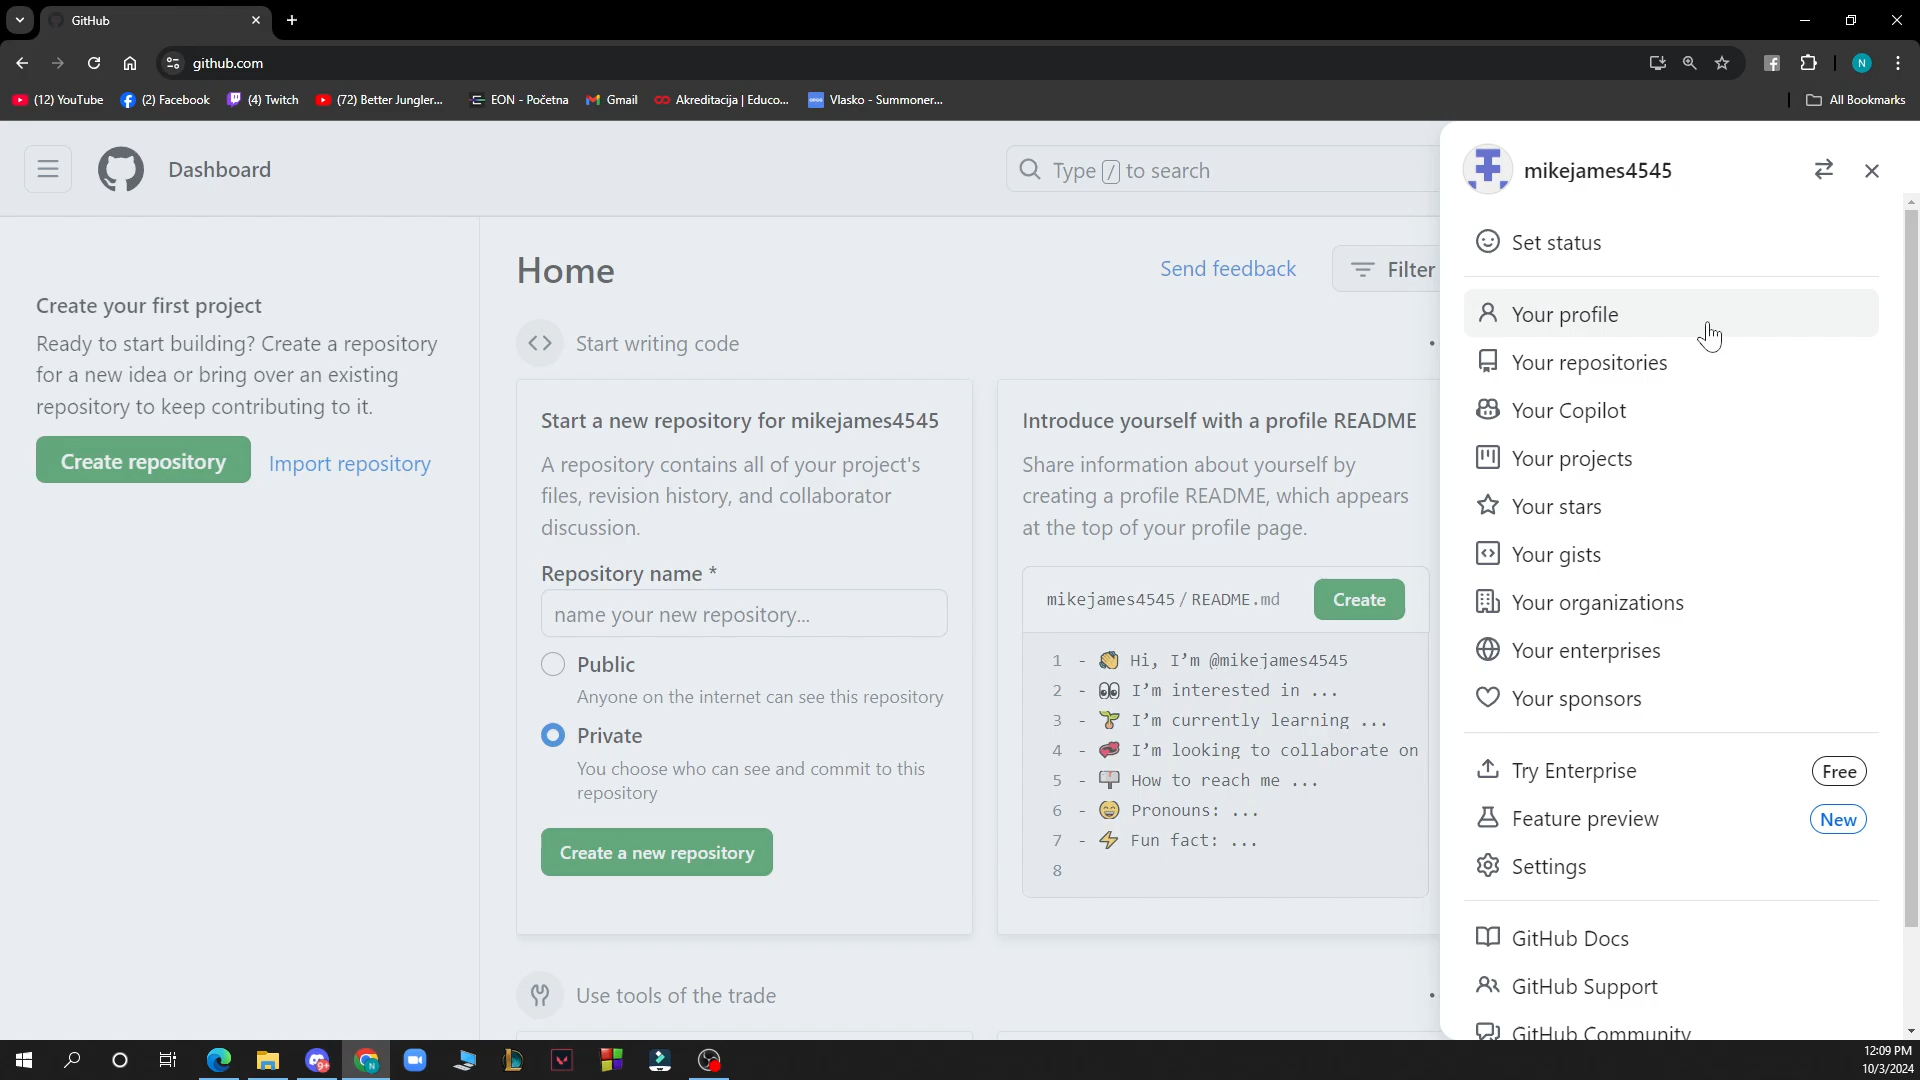 GitHub
github.com
(12) YouTube
(2) Facebook
(4) Twitch
(72) Better Jungler...
EON - Početna
Gmail
Akreditacija | Educo...
Vlasko - Summoner...
All Bookmarks
N
Dashboard
Type / to search
Create your first project
Ready to start building? Create a repository
for a new idea or bring over an existing
repository to keep contributing to it.
Create repository
Import repository
Home
Send feedback
Filter
Start writing code
Start a new repository for mikejames4545
A repository contains all of your project's
files, revision history, and collaborator
discussion.
Repository name *
name your new repository...
Public
Anyone on the internet can see this repository
Private
You choose who can see and commit to this
repository
Create a new repository
Introduce yourself with a profile README
Share information about yourself by
creating a profile README, which appears
at the top of your profile page.
mikejames4545 / README.md
Create
1 - 👋 Hi, I’m @mikejames4545
2 - 👀 I’m interested in ...
3 - 🌱 I’m currently learning ...
4 - 💞️ I’m looking to collaborate on
5 - 📫 How to reach me ...
6 - 😄 Pronouns: ...
7 - ⚡ Fun fact: ...
8
Use tools of the trade
mikejames4545
Set status
Your profile
Your repositories
Your Copilot
Your projects
Your stars
Your gists
Your organizations
Your enterprises
Your sponsors
Try Enterprise
Free
Feature preview
New
Settings
GitHub Docs
GitHub Support
GitHub Community
9+
N
12:09 PM
10/3/2024